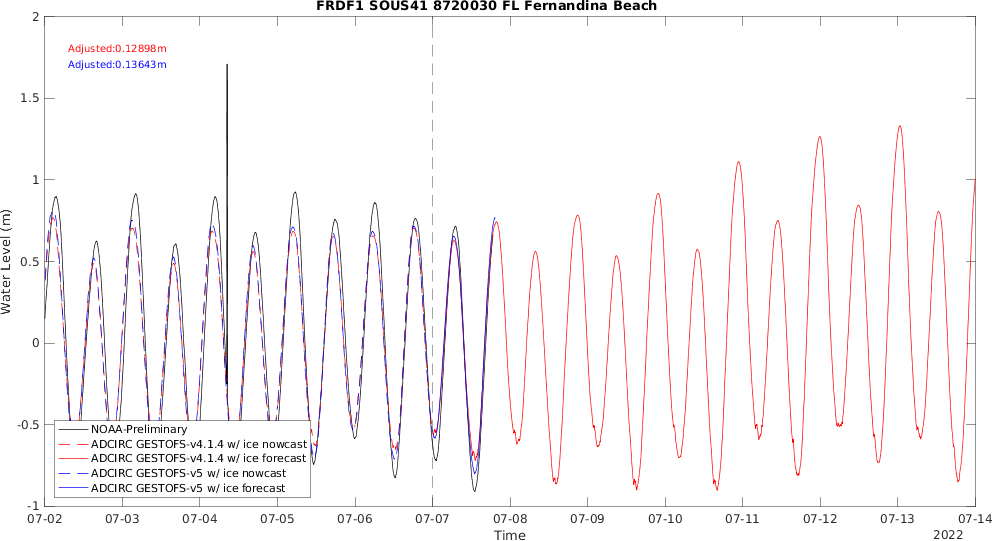 FRDF1 SOUS41 8720030 FL Fernandina Beach
Adjusted:0.12898m
Adjusted:0.13643m
Water Level (m)
2
1.5
1
0.5
0
-0.5
-1
NOAA-Preliminary
ADCIRC GESTOFS-v4.1.4 w/ ice nowcast
ADCIRC GESTOFS-v4.1.4 w/ ice forecast
ADCIRC GESTOFS-v5 w/ ice nowcast
ADCIRC GESTOFS-v5 w/ ice forecast
07-02 07-03 07-04 07-05 07-06 07-07 07-08 07-09 07-10 07-11 07-12 07-13 07-14
Time
2022